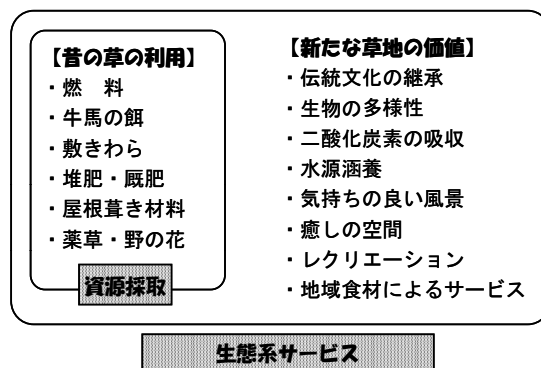 【昔の草の利用】
・燃　料
・牛馬の餌
・敷きわら
・堆肥・厩肥
・屋根葺き材料
・薬草・野の花
資源採取
【新たな草地の価値】
・伝統文化の継承
・生物の多様性
・二酸化炭素の吸収
・水源涵養
・気持ちの良い風景
・癒しの空間
・レクリエーション
・地域食材によるサービス
生態系サービス